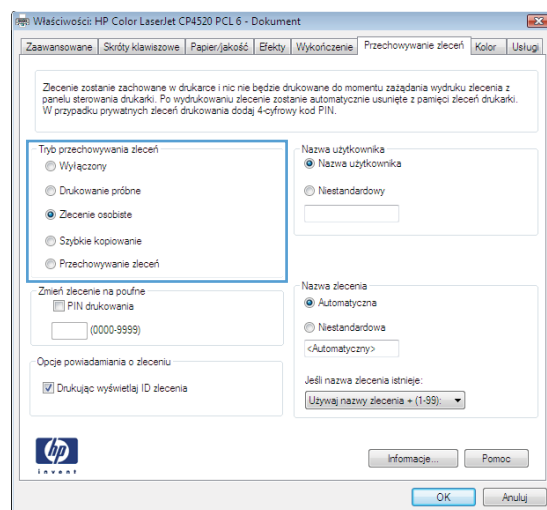 Właściwości: HP Color LaserJet CP4520 PCL 6 - Dokument
Zaawansowane Skróty klawiszowe Papier/jakość Efekty Wykończenie Przechowywanie zleceń Kolor Usługi
Zlecenie zostanie zachowane w drukarce i nic nie będzie drukowane do momentu zażądania wydruku zlecenia z
panelu sterowania drukarki. Po wydrukowaniu zlecenie zostanie automatycznie usunięte z pamięci zleceń drukarki.
W przypadku prywatnych zleceń drukowania dodaj 4-cyfrowy kod PIN.
Tryb przechowywania zleceń
Wyłączony
Drukowanie próbne
Zlecenie osobiste
Szybkie kopiowanie
Przechowywanie zleceń
Nazwa użytkownika
Nazwa użytkownika
Niestandardowy
Zmień zlecenie na poufne
PIN drukowania
(0000-9999)
Nazwa zlecenia
Automatyczna
Niestandardowa
<Automatyczny>
Opcje powiadamiania o zleceniu
Drukując wyświetlaj ID zlecenia
Jeśli nazwa zlecenia istnieje:
Używaj nazwy zlecenia + (1-99):
hp
invent
Informacje...
Pomoc
OK
Anuluj